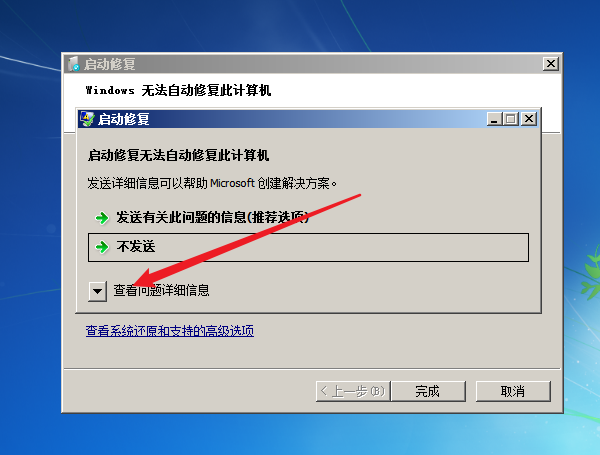 启动修复
Windows 无法自动修复此计算机
启动修复
启动修复无法自动修复此计算机
发送详细信息可以帮助 Microsoft 创建解决方案。
发送有关此问题的信息(推荐选项)
不发送
查看问题详细信息
查看系统还原和支持的高级选项
< 上一步(B)
完成
取消